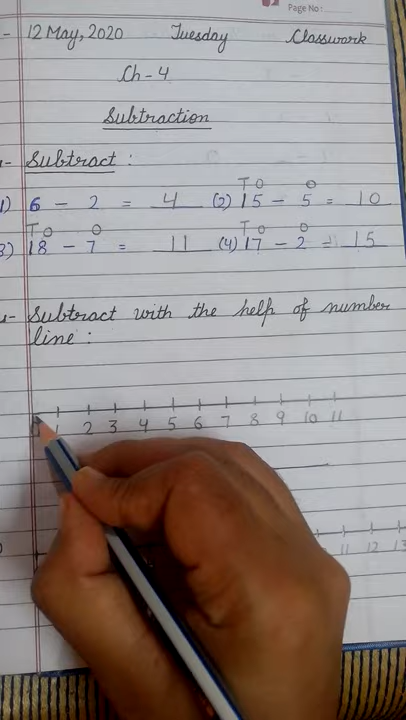 Page No:
12 May, 2020 Tuesday Classwork
Ch-4
Subtraction
Subtract :
T O O T O O
1) 6 - 2 = 4 (2) 15 - 5 = 10
T O O T O O
3) 18 - 7 = 11 (4) 17 - 2 = 15
Subtract with the help of number
line :
1 2 3 4 5 6 7 8 9 10 11
11 12 13